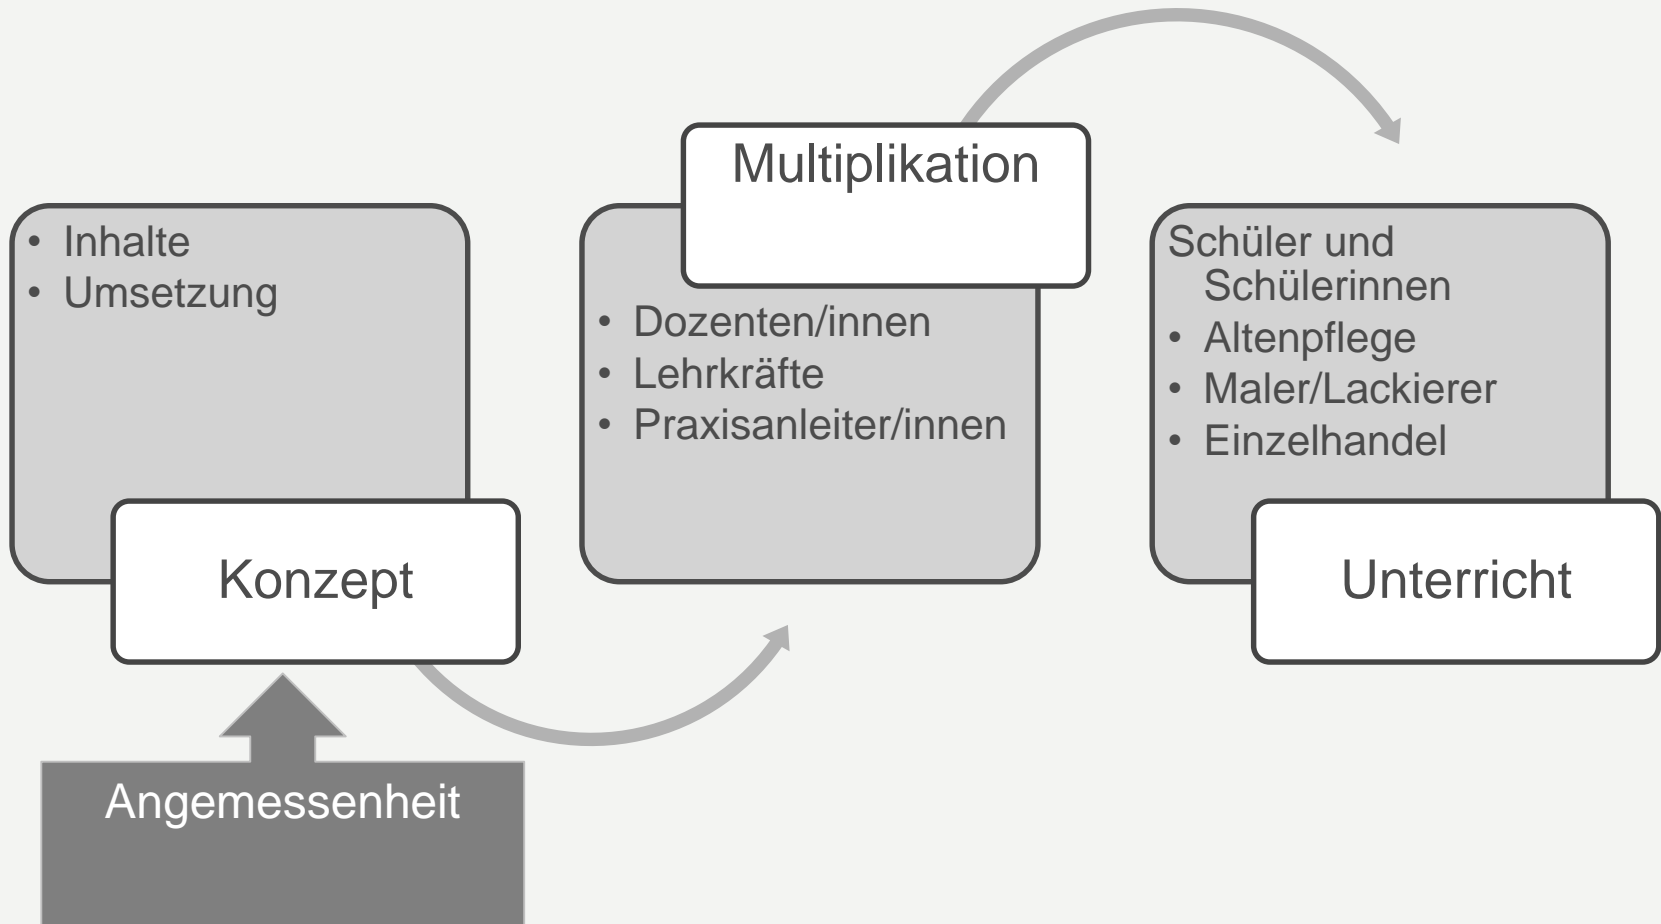 • Inhalte
• Umsetzung
Konzept
Angemessenheit
Multiplikation
• Dozenten/innen
• Lehrkräfte
• Praxisanleiter/innen
Schüler und
Schülerinnen
• Altenpflege
• Maler/Lackierer
• Einzelhandel
Unterricht